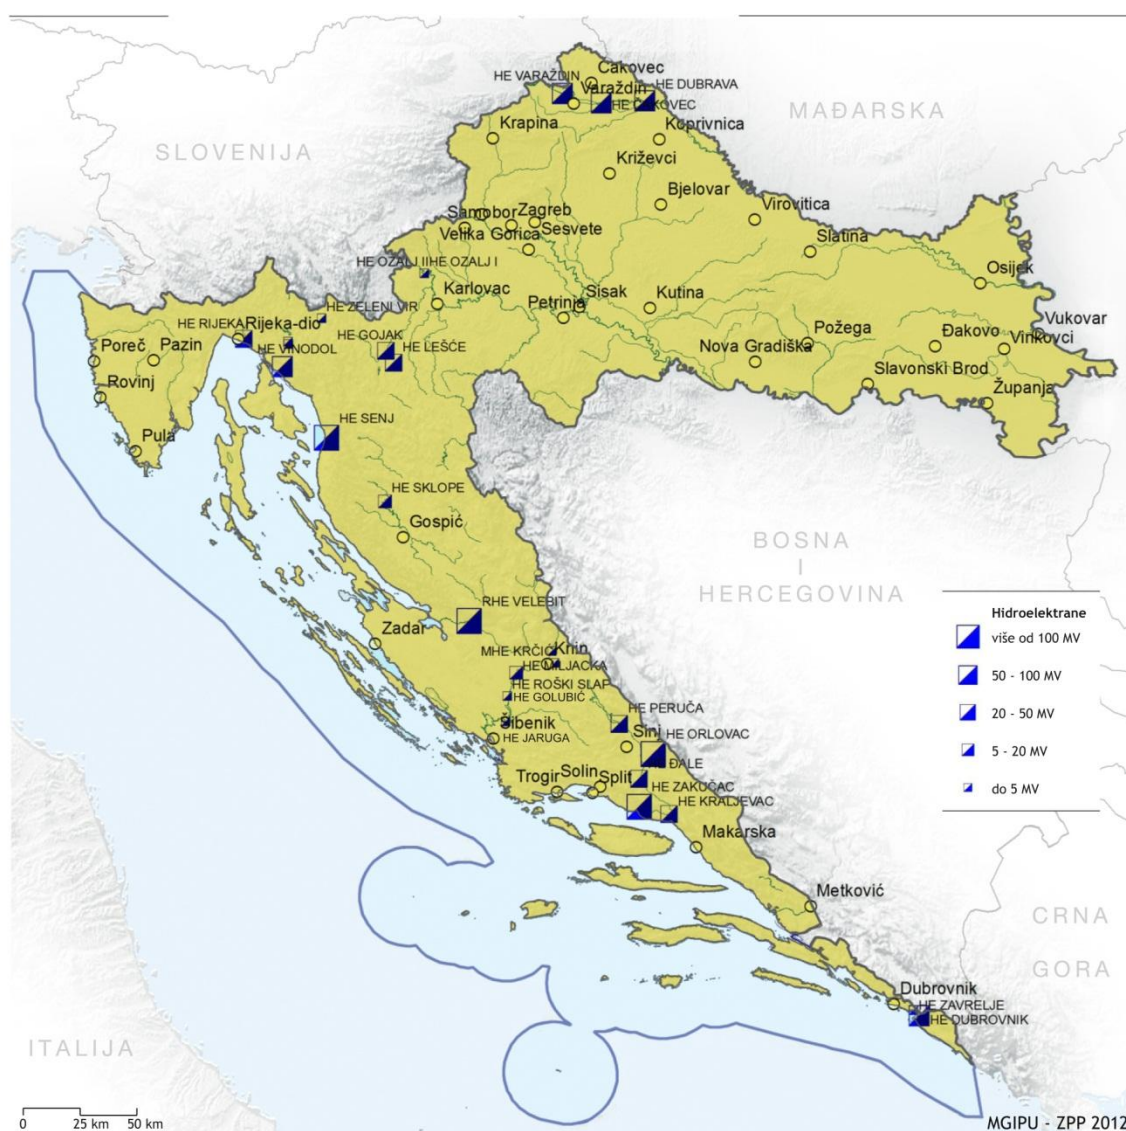 Čakovec
HE VARAŽDIN
HE DUBRAVA
Varaždin
HE ČAKOVEC
MAĐARSKA
Krapina
Koprivnica
SLOVENIJA
Križevci
Bjelovar
Samobor
Zagreb
Virovitica
Velika Gorica
Sesvete
Slatina
HE OZALJ II
HE OZALJ I
Osijek
Karlovac
Petrinja
Sisak
Kutina
HE ZELENI VIR
HE RIJEKA
Rijeka-dio
HE GOJAK
HE LEŠĆE
Požega
Đakovo
Vukovar
Vinkovci
Poreč
Pazin
HE VINODOL
Nova Gradiška
Slavonski Brod
Županja
Rovinj
HE SENJ
Pula
HE SKLOPE
Gospić
BOSNA
I
HERCEGOVINA
RHE VELEBIT
Zadar
MHE KRČIĆ
Knin
HE MILJACKA
HE ROŠKI SLAP
HE GOLUBIĆ
HE PERUČA
Šibenik
HE JARUGA
Sinj
HE ORLOVAC
HE ĐALE
Trogir
Solin
Split
HE ZAKUČAC
HE KRALJEVAC
Makarska
Metković
CRNA
GORA
Dubrovnik
HE ZAVRELJE
HE DUBROVNIK
ITALIJA
Hidroelektrane
više od 100 MV
50 - 100 MV
20 - 50 MV
5 - 20 MV
do 5 MV
0 25 km 50 km
MGIPU - ZPP 2012